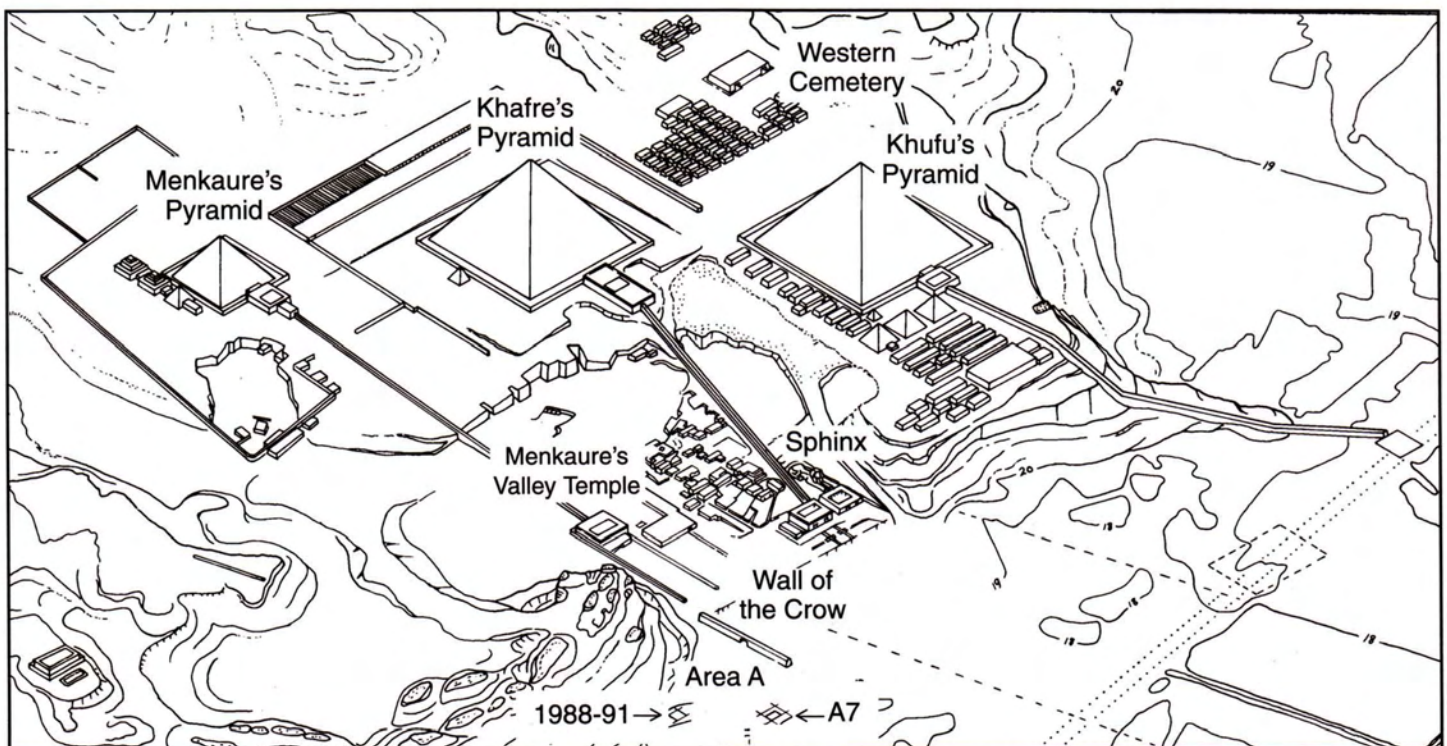 Western
Cemetery
Khafre's
Pyramid
Khufu's
Pyramid
Menkaure's
Pyramid
20
19
19
Sphinx
Menkaure's
Valley Temple
20
18
19
18
18
Wall of
the Crow
Area A
1988-91→
←A7